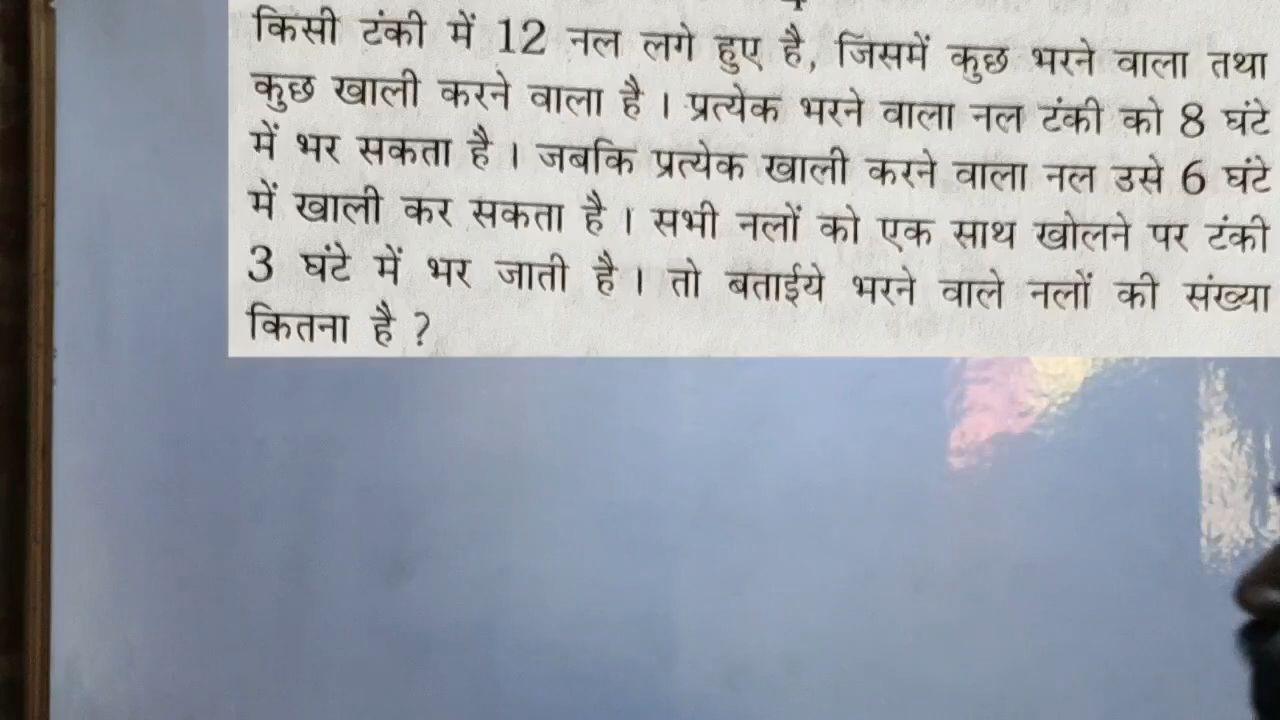 किसी टंकी में 12 नल लगे हुए है, जिसमें कुछ भरने वाला तथा
कुछ खाली करने वाला है । प्रत्येक भरने वाला नल टंकी को 8 घंटे
में भर सकता है । जबकि प्रत्येक खाली करने वाला नल उसे 6 घंटे
में खाली कर सकता है । सभी नलों को एक साथ खोलने पर टंकी
3 घंटे में भर जाती है । तो बताईये भरने वाले नलों की संख्या
कितना है ?